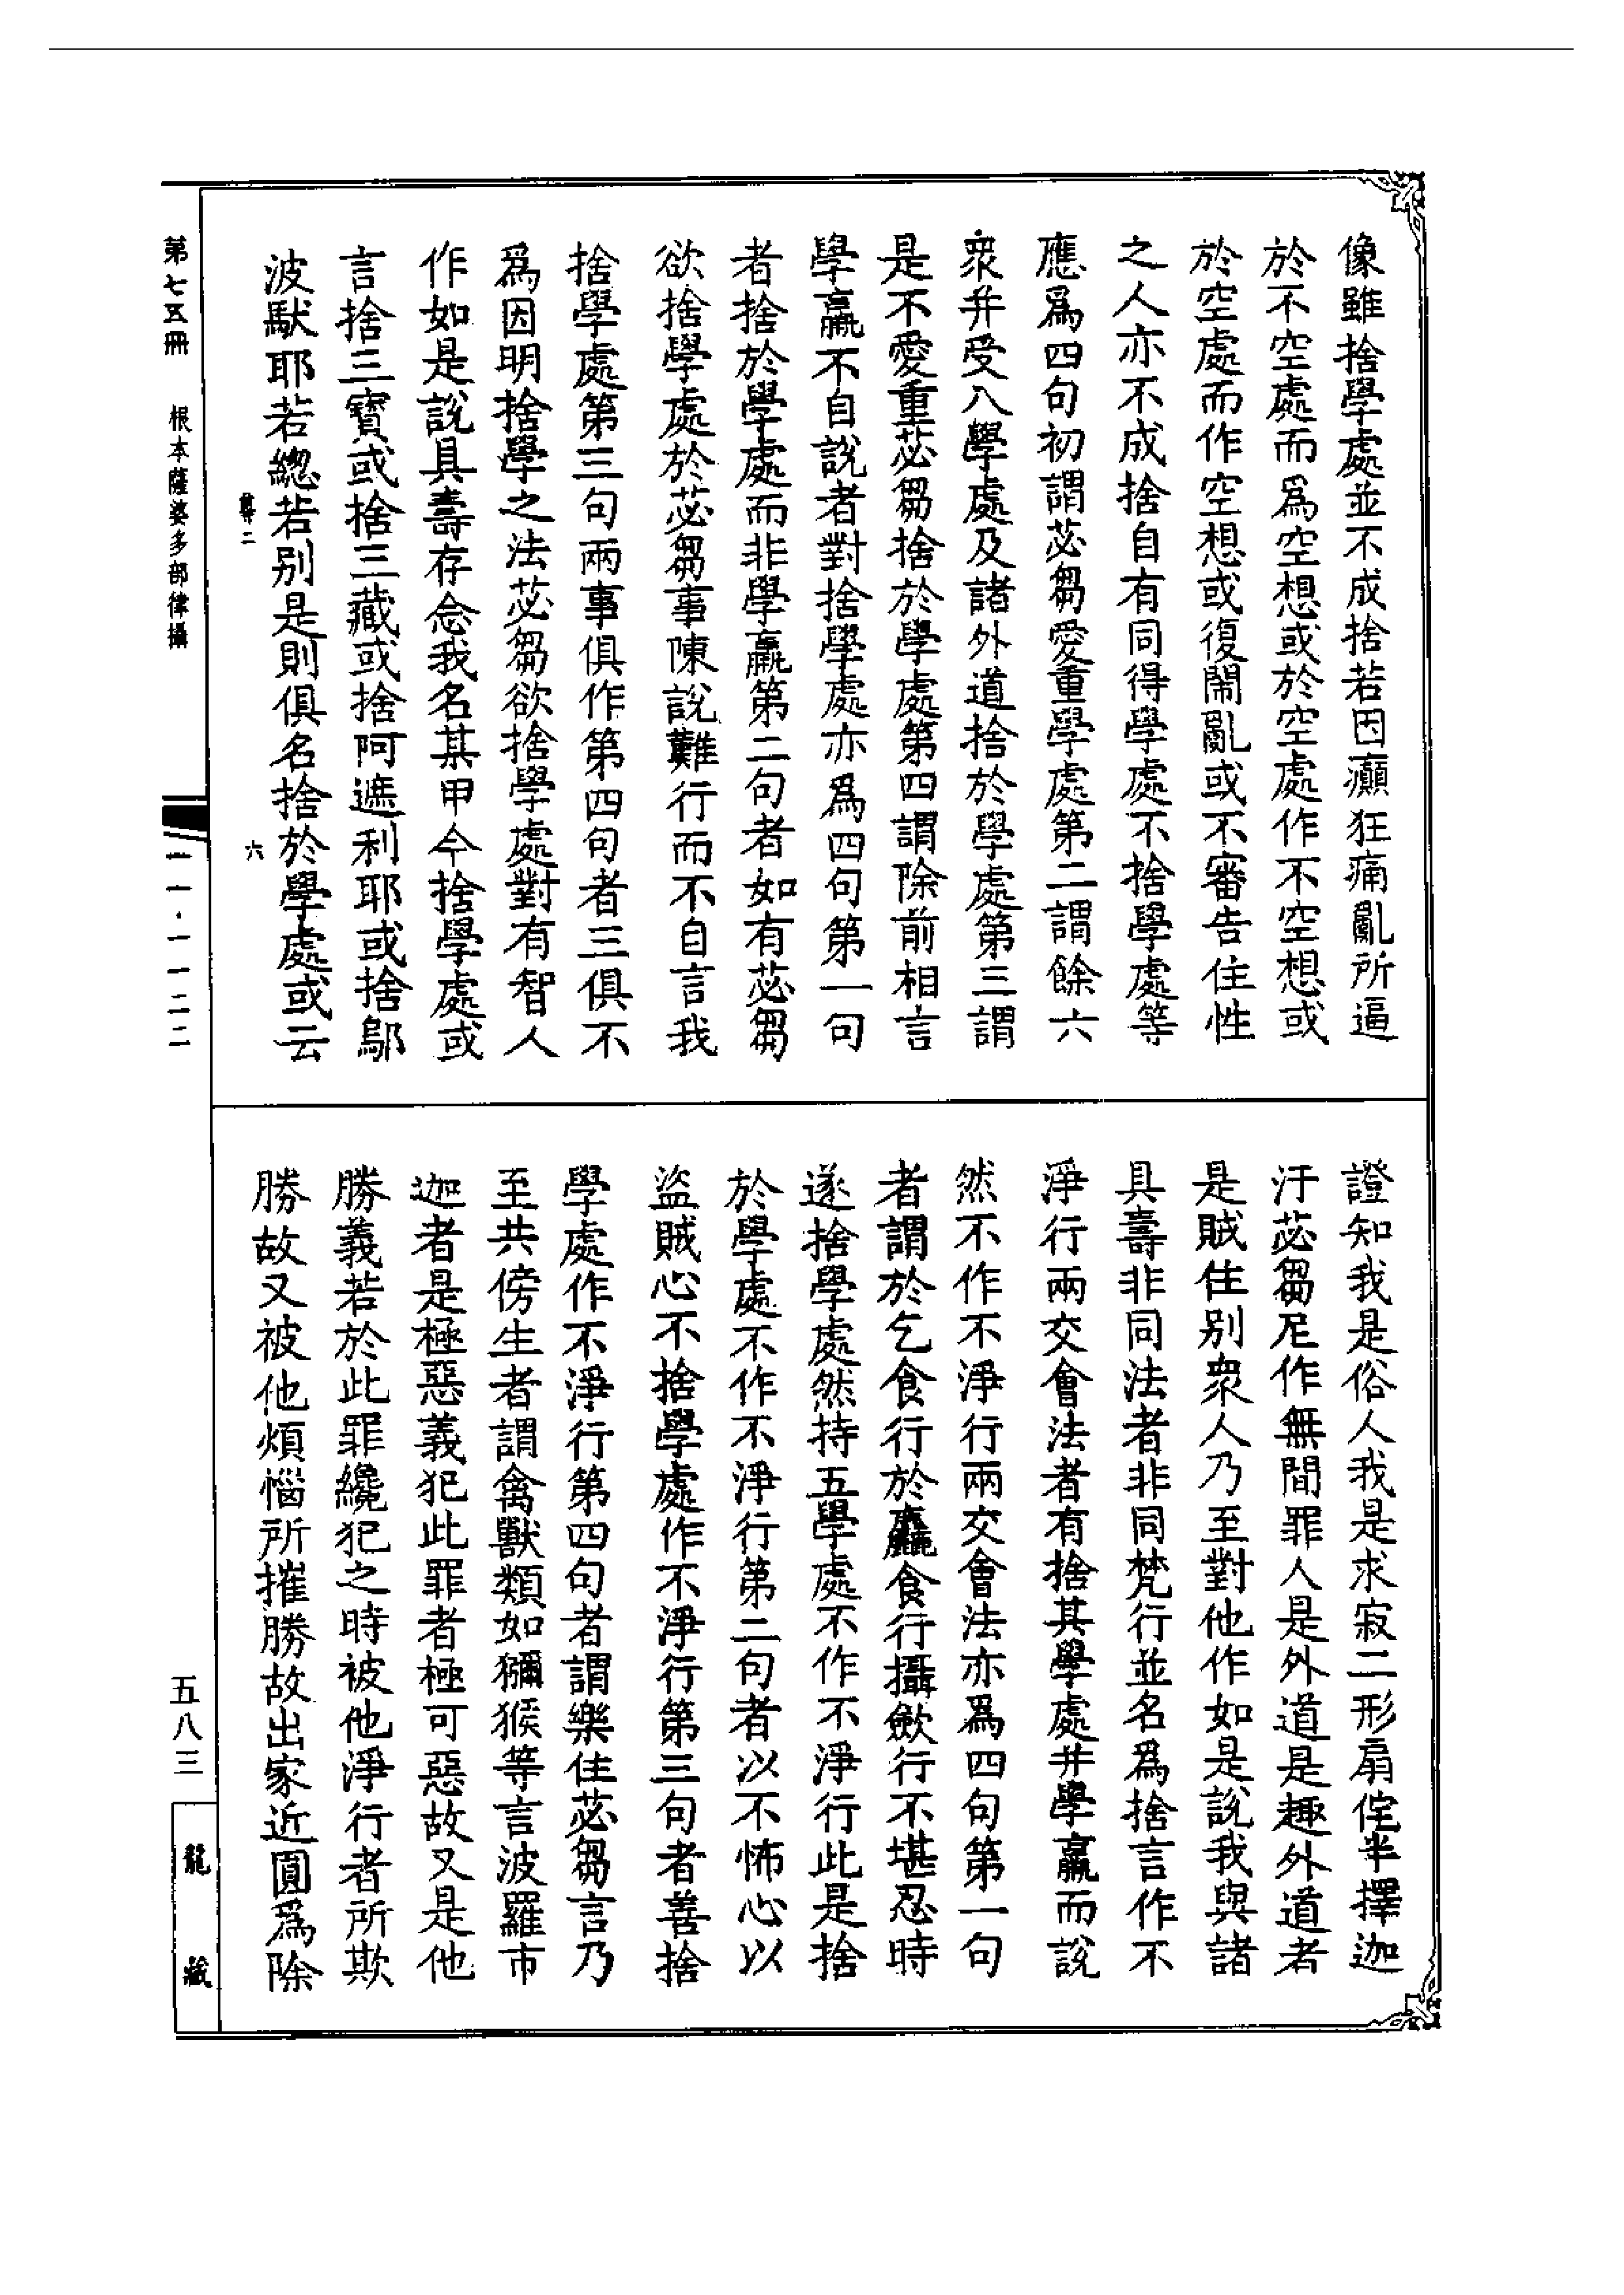 像雖捨學處並不成捨若因癲狂痛亂所逼
於不空處而爲空想或於空處作不空想或
於空處而作空想或復鬧亂或不審告住性
之人亦不成捨自有同得學處不捨學處等
應爲四句初謂苾芻愛重學處第二謂餘六
衆并受八學處及諸外道捨於學處第三謂
是不愛重苾芻捨於學處第四謂除前相言
學羸不自說者對捨學處亦爲四句第一句
者捨於學處而非學羸第二句者如有苾芻
欲捨學處於苾芻事陳說難行而不自言我
捨學處第三句兩事俱作第四句者三俱不
爲因明捨學之法苾芻欲捨學處對有智人
作如是說具壽存念我名某甲今捨學處或
言捨三寶或捨三藏或捨阿遮利耶或捨鄔
波馱耶若總若别是則俱名捨於學處或云
證知我是俗人我是求寂二形扇侘半擇迦
汙苾芻尼作無間罪人是外道是趣外道者
是賊住别衆人乃至對他作如是說我與諸
具壽非同法者非同梵行並名爲捨言作不
淨行兩交會法者有捨其學處并學羸而說
然不作不淨行兩交會法亦爲四句第一句
者謂於乞食行於麤食行攝歛行不堪忍時
遂捨學處然持五學處不作不淨行此是捨
於學處不作不淨行第二句者以不怖心以
盜賊心不捨學處作不淨行第三句者善捨
學處作不淨行第四句者謂樂住苾芻言乃
至共傍生者謂禽獸類如獼猴等言波羅市
迦者是極惡義犯此罪者極可惡故又是他
勝義若於此罪纔犯之時被他淨行者所欺
勝故又被他煩惱所摧勝故出家近圓爲除
第七五冊 根本薩婆多部律攝
二
六
一一·一一二二
五八三
龍藏